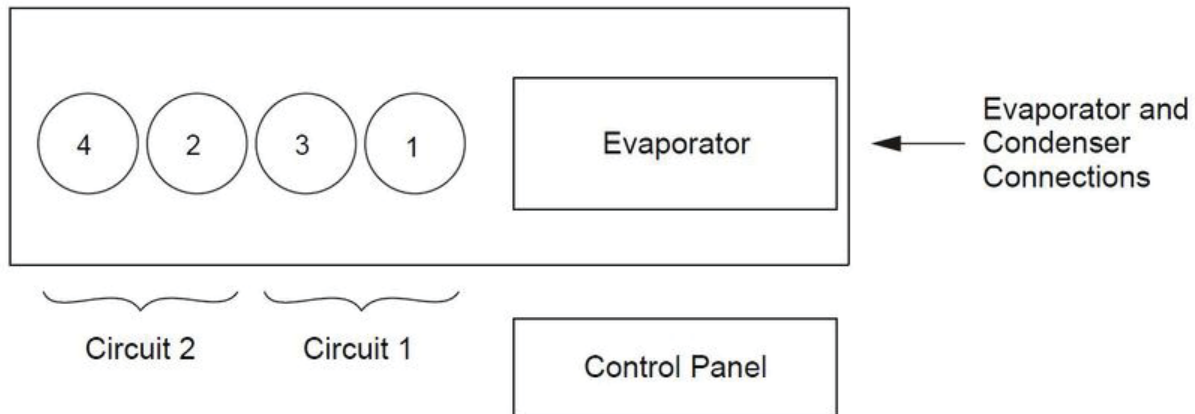 4
2
3
1
Evaporator
Evaporator and
Condenser
Connections
Circuit 2
Circuit 1
Control Panel